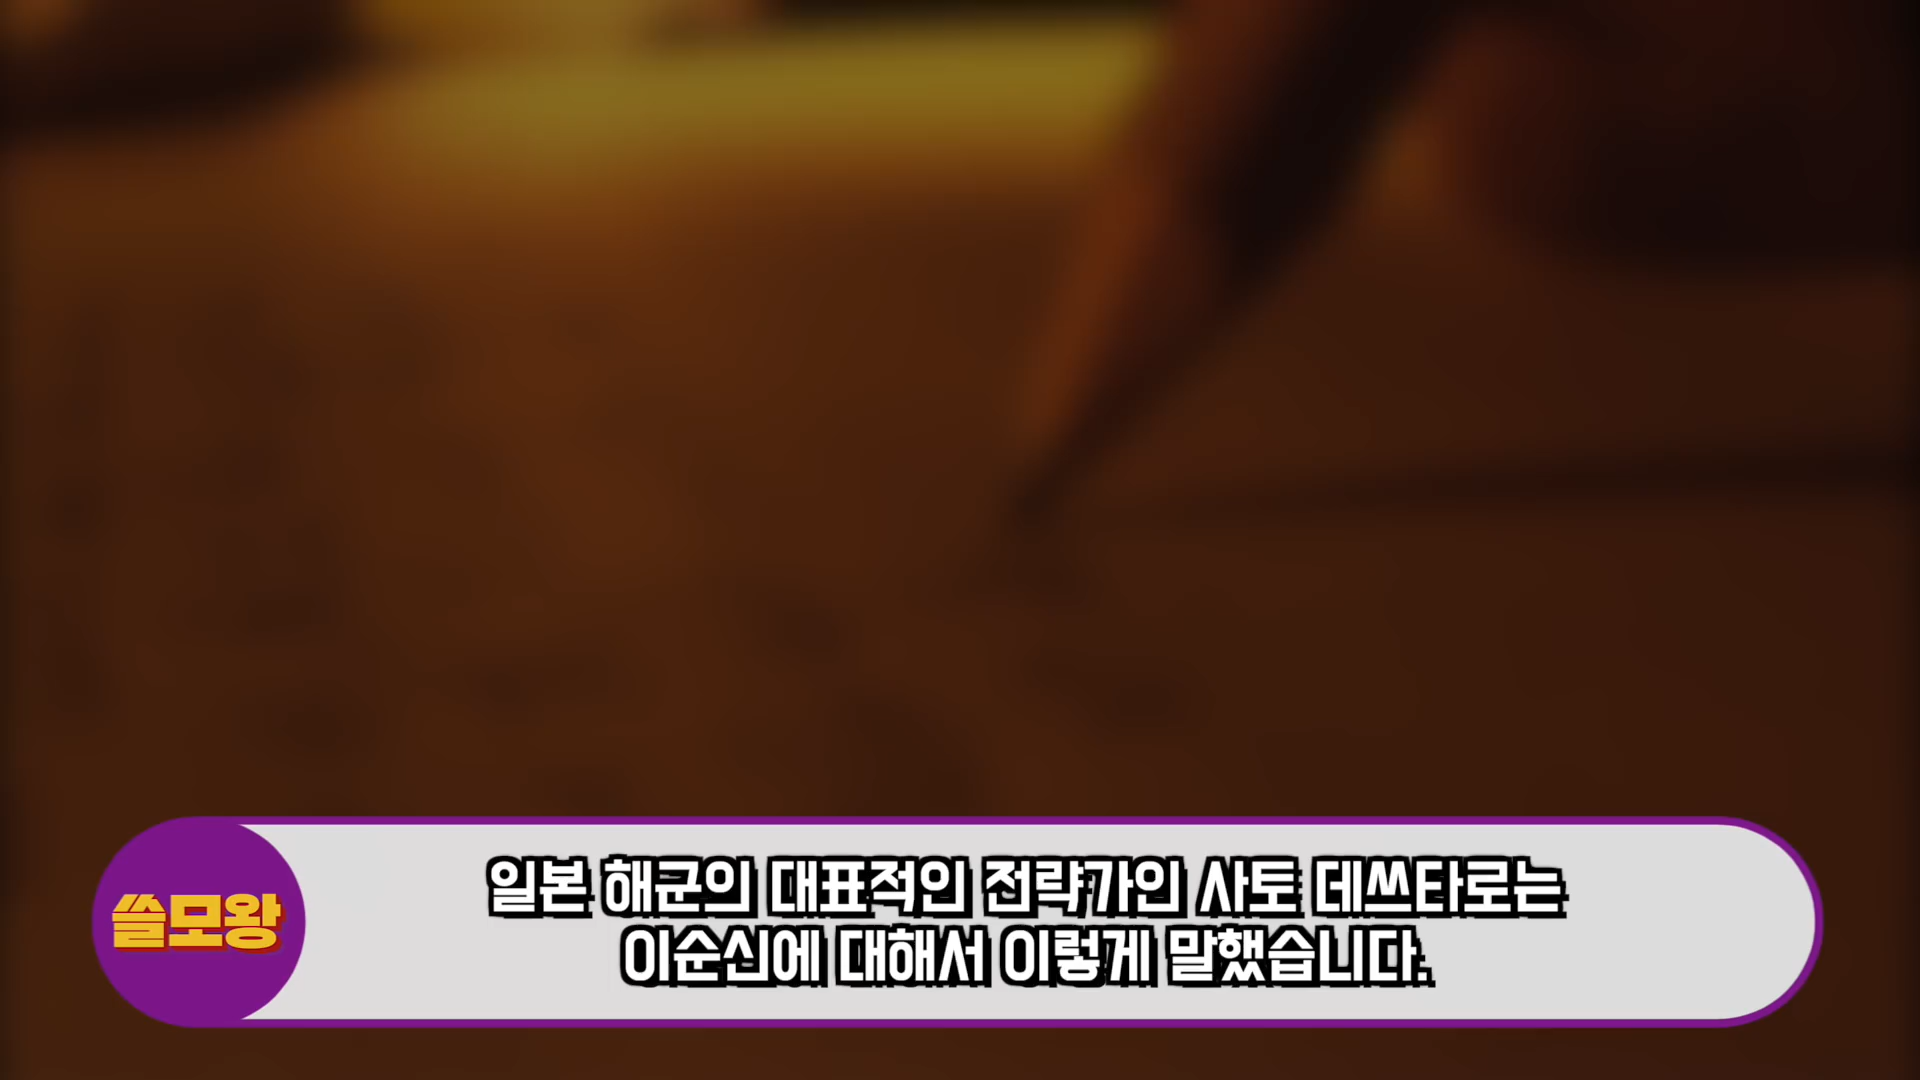 쓸모왕
일본 해군의 대표적인 전략가인 사토 데쓰타로는
이순신에 대해서 이렇게 말했습니다.